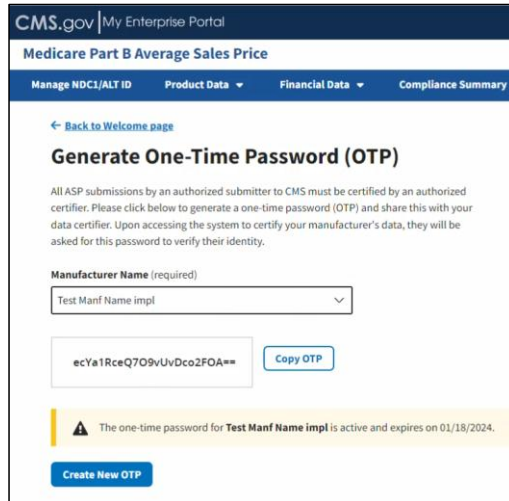 CMS.gov My Enterprise Portal
Medicare Part B Average Sales Price
Manage NDC1/ALT ID Product Data Financial Data Compliance Summary
← Back to Welcome page
Generate One-Time Password (OTP)
All ASP submissions by an authorized submitter to CMS must be certified by an authorized
certifier. Please click below to generate a one-time password (OTP) and share this with your
data certifier. Upon accessing the system to certify your manufacturer's data, they will be
asked for this password to verify their identity.
Manufacturer Name (required)
Test Manf Name impl
ecYa1RceQ7O9vUvDco2FOA==
Copy OTP
The one-time password for Test Manf Name impl is active and expires on 01/18/2024.
Create New OTP